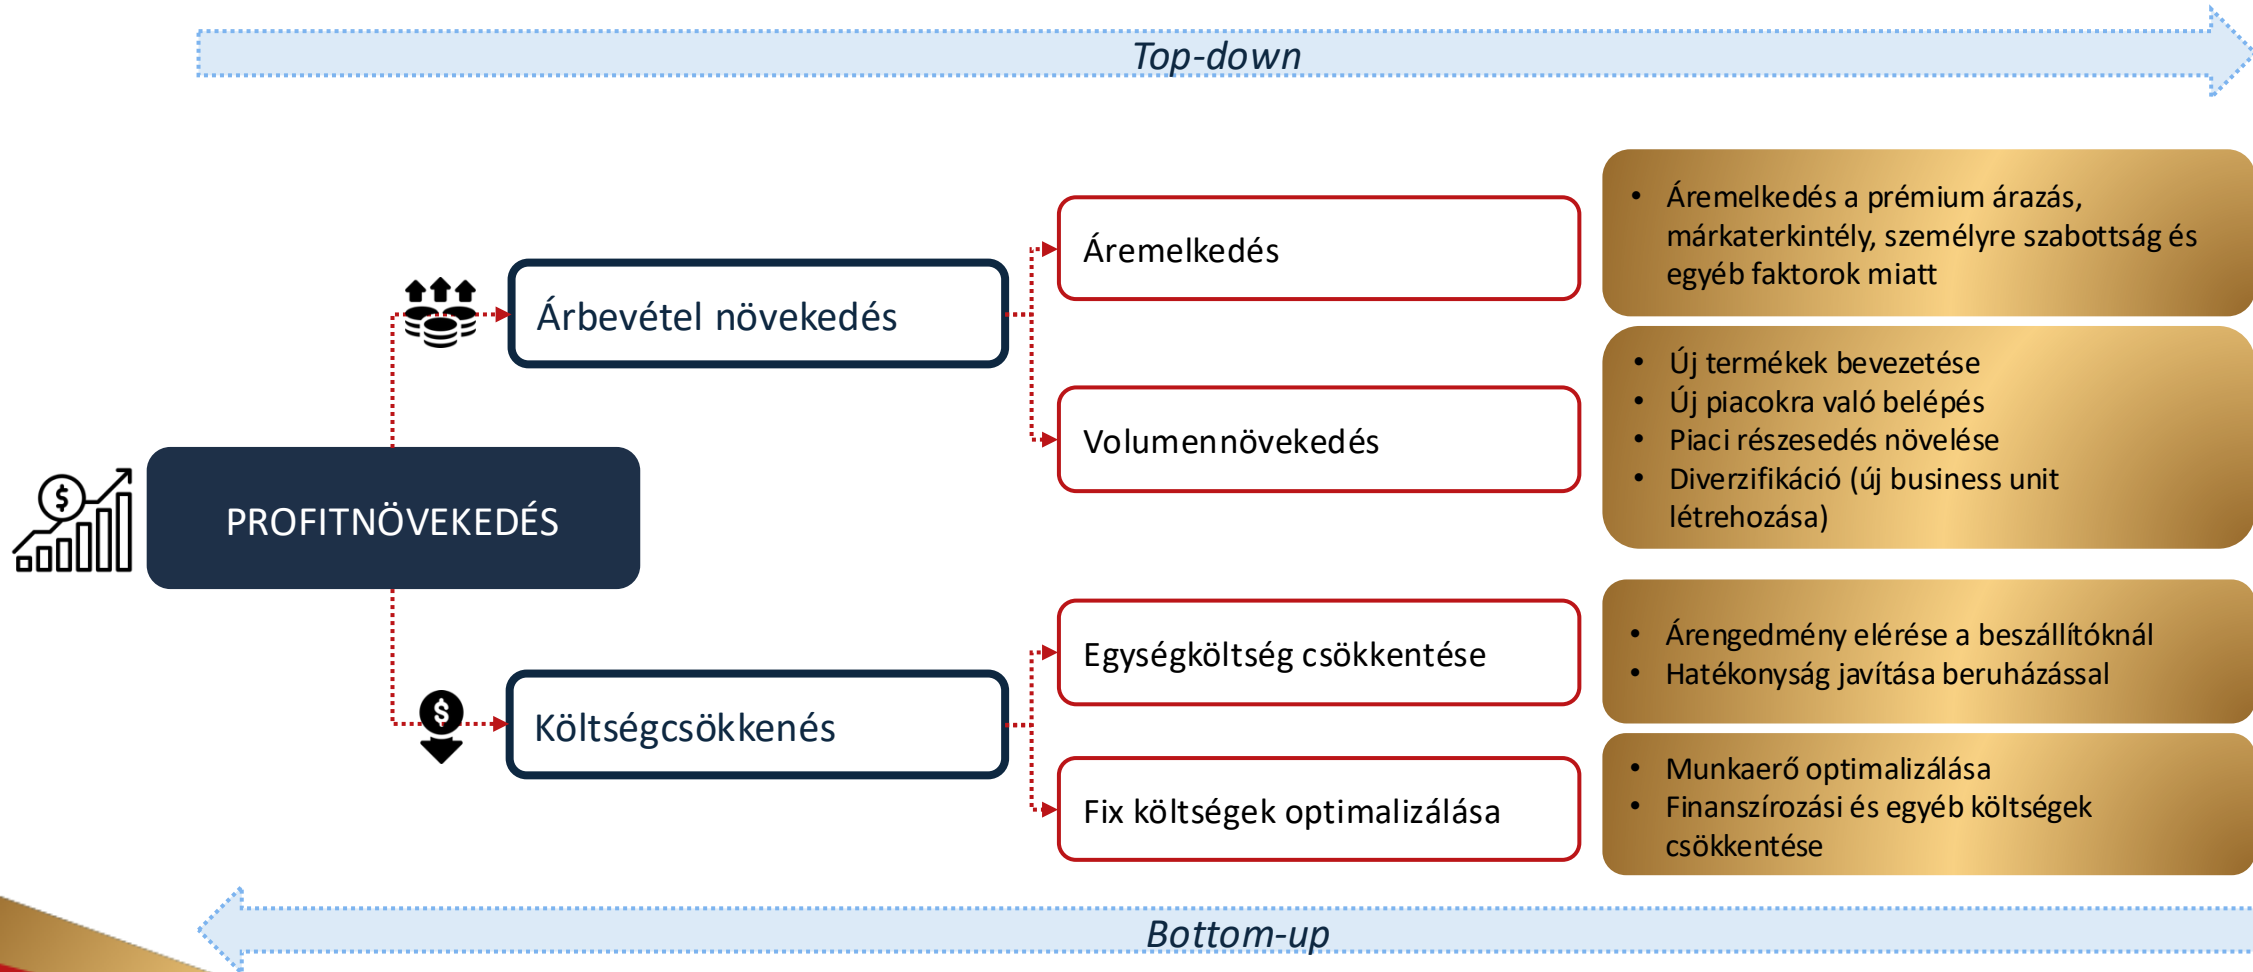 Top-down
PROFITNÖVEKEDÉS
Árbevétel növekedés
Áremelkedés
• Áremelkedés a prémium árazás,
márkaterkintély, személyre szabottság és
egyéb faktorok miatt
Volumennövekedés
• Új termékek bevezetése
• Új piacokra való belépés
• Piaci részesedés növelése
• Diverzifikáció (új business unit
létrehozása)
Költségcsökkenés
Egységköltség csökkentése
• Árengedmény elérése a beszállítóknál
• Hatékonyság javítása beruházással
Fix költségek optimalizálása
• Munkaerő optimalizálása
• Finanszírozási és egyéb költségek
csökkentése
Bottom-up